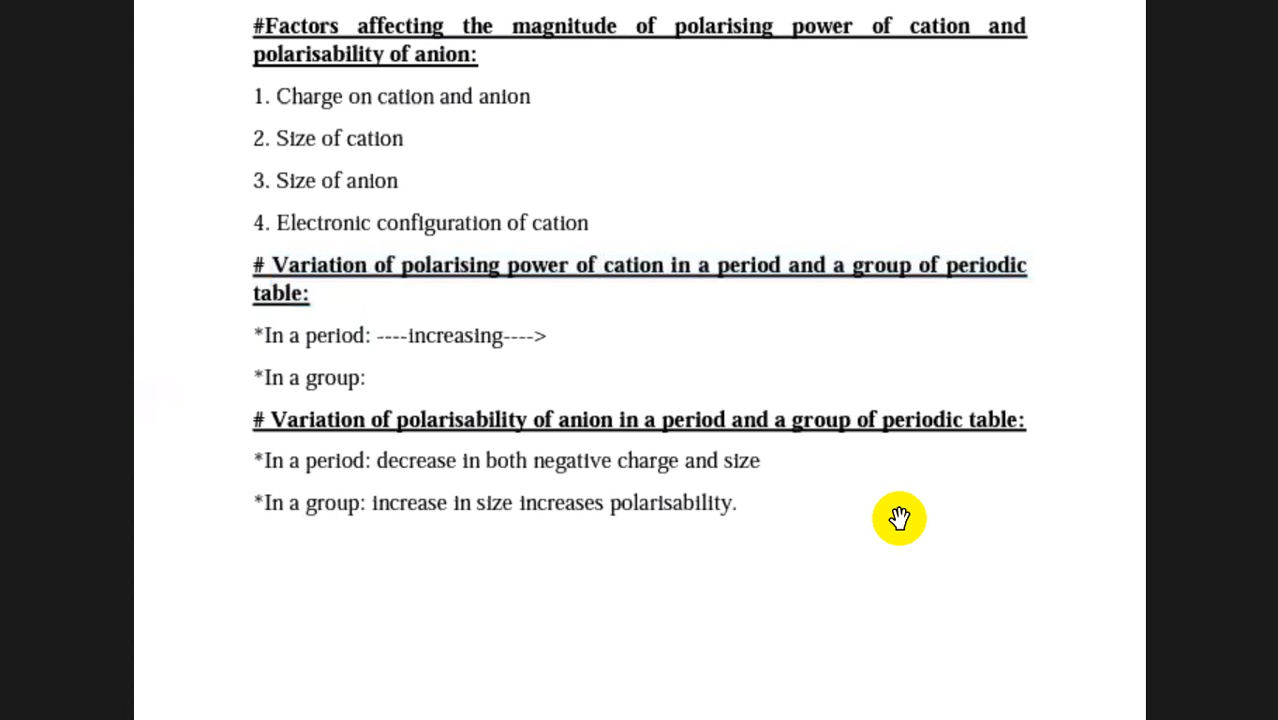 #Factors affecting the magnitude of polarising power of cation and
polarisability of anion:
1. Charge on cation and anion
2. Size of cation
3. Size of anion
4. Electronic configuration of cation
# Variation of polarising power of cation in a period and a group of periodic
table:
*In a period: ----increasing---->
*In a group:
# Variation of polarisability of anion in a period and a group of periodic table:
*In a period: decrease in both negative charge and size
*In a group: increase in size increases polarisability.